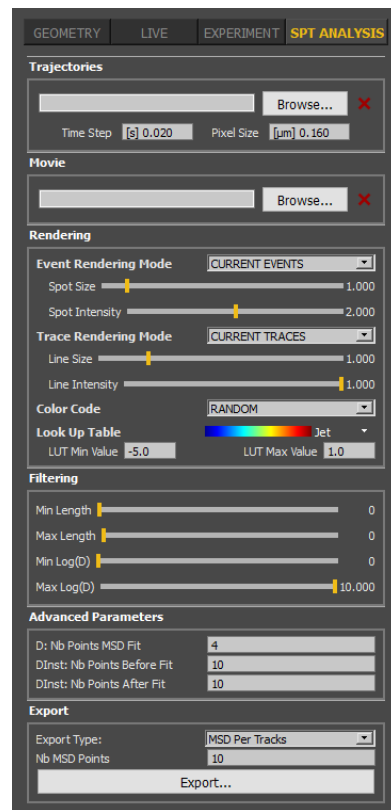 GEOMETRY LIVE EXPERIMENT SPT ANALYSIS
Trajectories
Browse...
Time Step [s] 0.020 Pixel Size [µm] 0.160
Movie
Browse...
Rendering
Event Rendering Mode CURRENT EVENTS
Spot Size 1.000
Spot Intensity 2.000
Trace Rendering Mode CURRENT TRACES
Line Size 1.000
Line Intensity 1.000
Color Code RANDOM
Look Up Table Jet
LUT Min Value -5.0 LUT Max Value 1.0
Filtering
Min Length 0
Max Length 0
Min Log(D) 0
Max Log(D) 10.000
Advanced Parameters
D: Nb Points MSD Fit 4
DInst: Nb Points Before Fit 10
DInst: Nb Points After Fit 10
Export
Export Type: MSD Per Tracks
Nb MSD Points 10
Export...